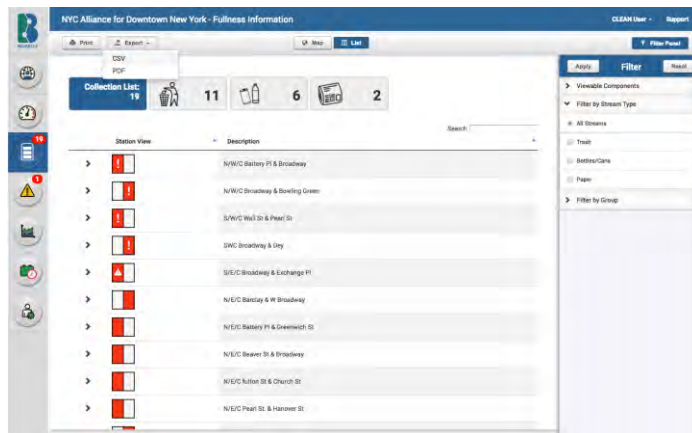 NYC Alliance for Downtown New York - Fullness Information
CLEAN User
Support
Print
Export
Map
List
Filter Panel
CSV
PDF
Apply
Filter
Reset
Collection List:
19
11
6
2
Viewable Components
Filter by Stream Type
All Streams
Trash
Bottles/Cans
Paper
Filter by Group
Search
19
1
Station View
Description
N/W/C Battery Pl & Broadway
N/W/C Broadway & Bowling Green
S/W/C Wall St & Pearl St
SWC Broadway & Dey
S/E/C Broadway & Exchange Pl
N/E/C Barclay & W Broadway
N/E/C Battery Pl & Greenwich St
N/E/C Beaver St & Broadway
N/E/C fulton St & Church St
N/E/C Pearl St. & Hanover St